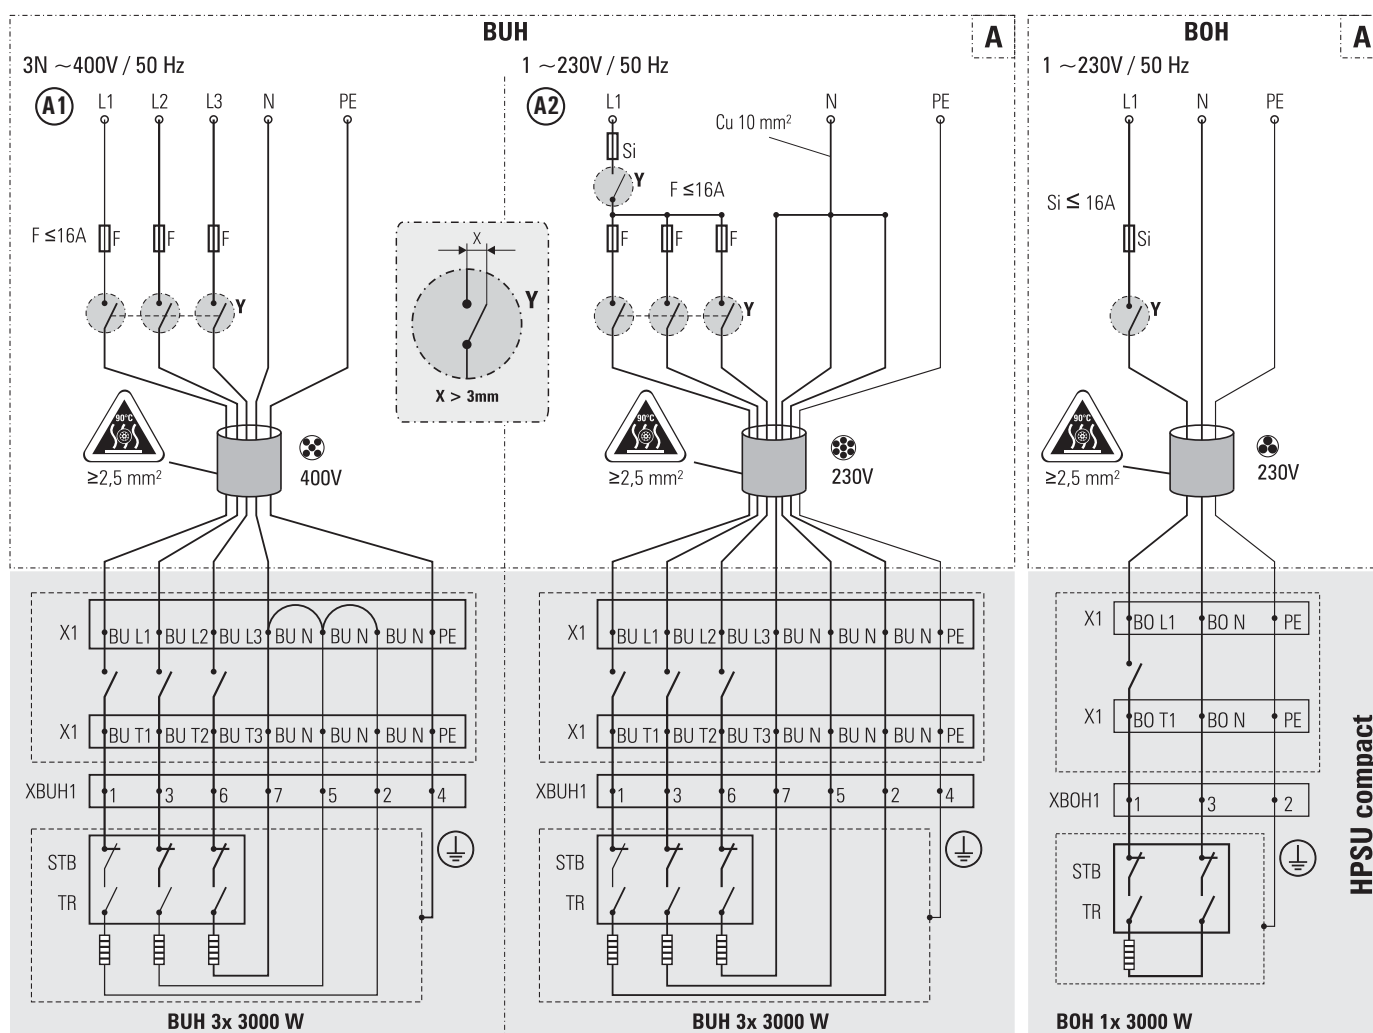 BUH
A
3N ~400V / 50 Hz
A1
L1
L2
L3
N
PE
F ≤16A
F
F
F
Y
90°C
≥2,5 mm²
400V
X
Y
X > 3mm
1 ~230V / 50 Hz
A2
L1
N
PE
Cu 10 mm²
Si
Y
F ≤16A
F
F
F
Y
90°C
≥2,5 mm²
230V
BOH
A
1 ~230V / 50 Hz
L1
N
PE
Si ≤ 16A
Si
Y
90°C
≥2,5 mm²
230V
X1 BU L1 BU L2 BU L3 BU N BU N BU N PE
X1 BU T1 BU T2 BU T3 BU N BU N BU N PE
XBUH1 1 3 6 7 5 2 4
STB
TR
BUH 3x 3000 W
X1 BU L1 BU L2 BU L3 BU N BU N BU N PE
X1 BU T1 BU T2 BU T3 BU N BU N BU N PE
XBUH1 1 3 6 7 5 2 4
STB
TR
BUH 3x 3000 W
X1 BO L1 BO N PE
X1 BO T1 BO N PE
XBOH1 1 3 2
STB
TR
BOH 1x 3000 W
HPSU compact